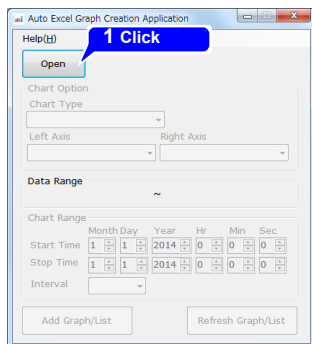 Auto Excel Graph Creation Application
Help(H)
1 Click
Open
Chart Option
Chart Type
Left Axis Right Axis
Data Range
~
Chart Range
Month Day Year Hr Min Sec
Start Time 1 1 2014 0 0 0
Stop Time 1 1 2014 0 0 0
Interval
Add Graph/List Refresh Graph/List